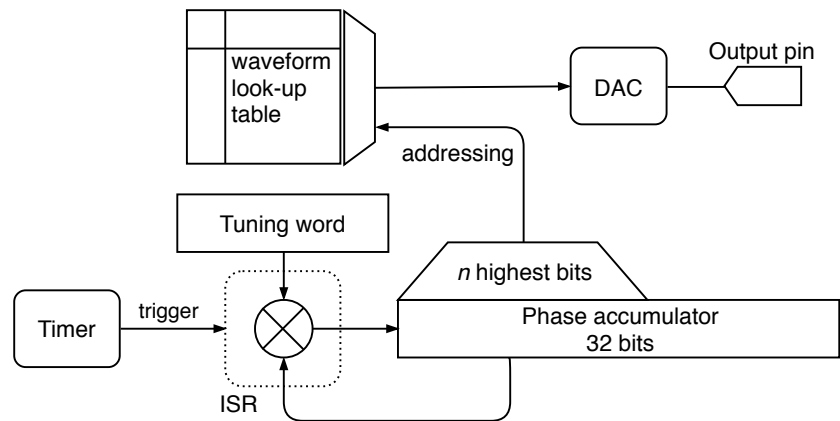 waveform
look-up
table
DAC
Output pin
addressing
Tuning word
n highest bits
Timer
trigger
Phase accumulator
32 bits
ISR